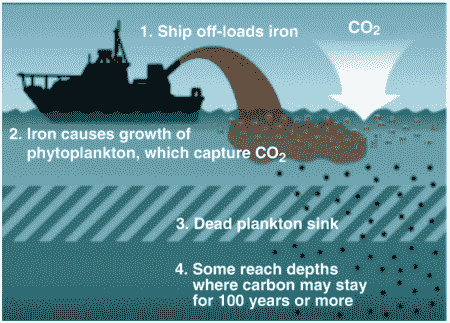 1. Ship off-loads iron
CO2
2. Iron causes growth of
phytoplankton, which capture CO2
3. Dead plankton sink
4. Some reach depths
where carbon may stay
for 100 years or more